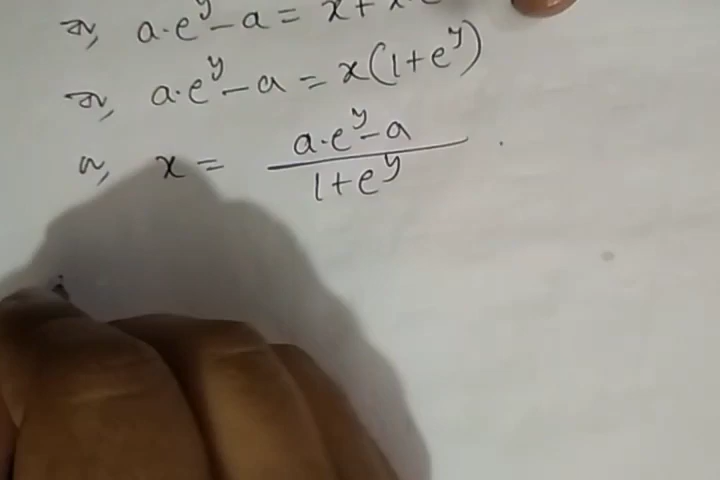 বা, a·e^y − a = x + x·e
বা, a·e^y − a = x(1+e^y)
বা, x = (a·e^y − a)/(1+e^y)